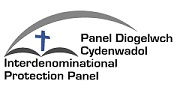 Panel Diogelwch
Cydenwadol
Interdenominational
Protection Panel